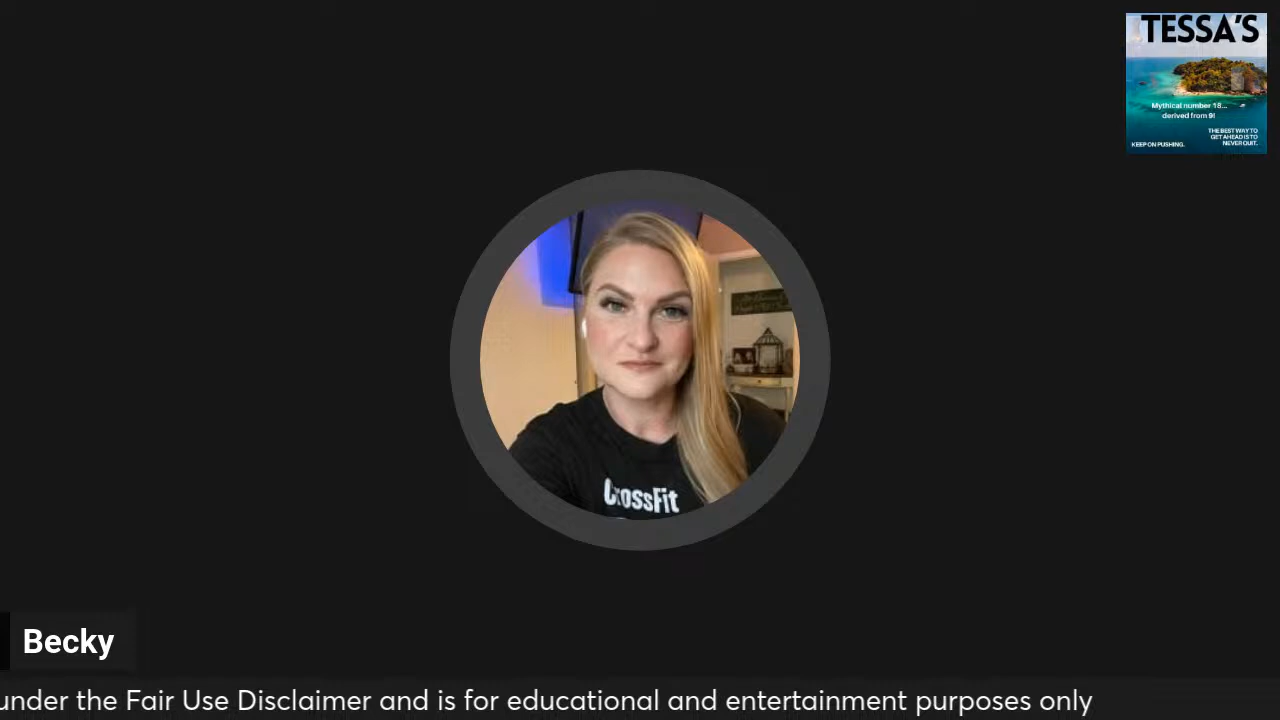 TESSA'S
Mythical number 18...
derived from 9!
THE BEST WAY TO
GET AHEAD IS TO
NEVER QUIT.
KEEP ON PUSHING.
CrossFit
Becky
under the Fair Use Disclaimer and is for educational and entertainment purposes only